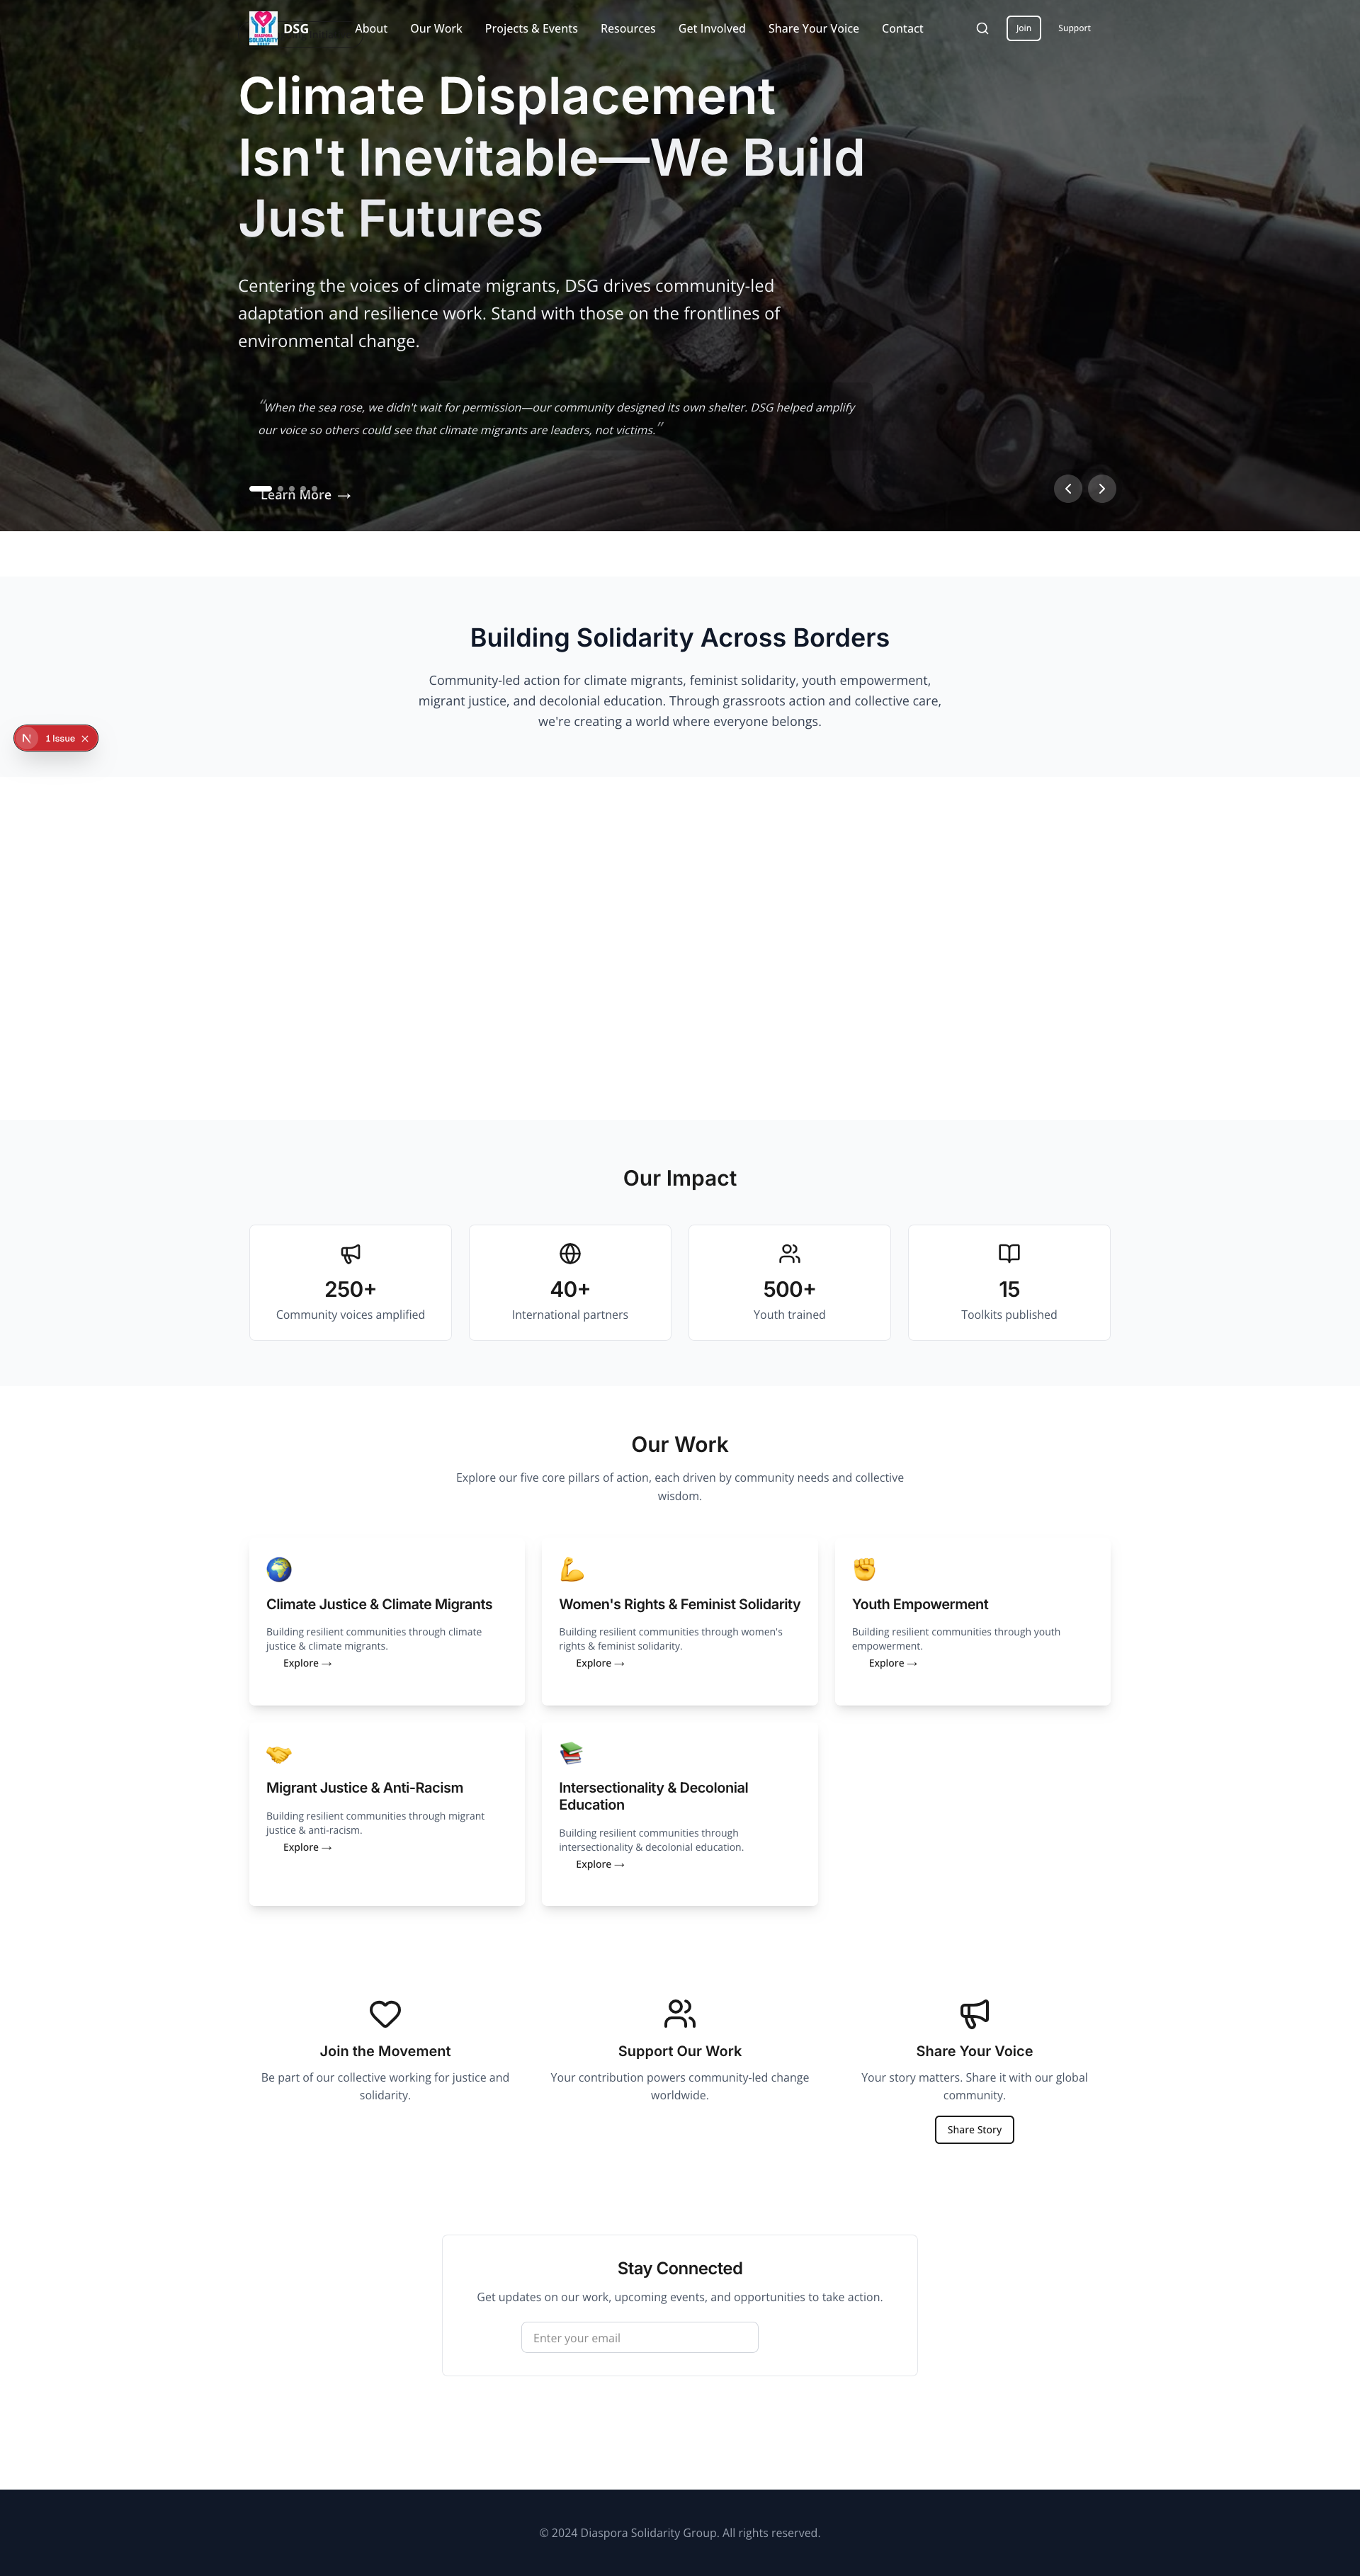 DIASPORA
SOLIDARITY
DSG
About
Our Work
Projects & Events
Resources
Get Involved
Share Your Voice
Contact
Join
Support
Climate Displacement
Isn't Inevitable—We Build
Just Futures
Centering the voices of climate migrants, DSG drives community-led
adaptation and resilience work. Stand with those on the frontlines of
environmental change.
"When the sea rose, we didn't wait for permission—our community designed its own shelter. DSG helped amplify
our voice so others could see that climate migrants are leaders, not victims."
Learn More →
Building Solidarity Across Borders
Community-led action for climate migrants, feminist solidarity, youth empowerment,
migrant justice, and decolonial education. Through grassroots action and collective care,
we're creating a world where everyone belongs.
N
1 Issue
Our Impact
250+
Community voices amplified
40+
International partners
500+
Youth trained
15
Toolkits published
Our Work
Explore our five core pillars of action, each driven by community needs and collective
wisdom.
Climate Justice & Climate Migrants
Building resilient communities through climate
justice & climate migrants.
Explore →
Women's Rights & Feminist Solidarity
Building resilient communities through women's
rights & feminist solidarity.
Explore →
Youth Empowerment
Building resilient communities through youth
empowerment.
Explore →
Migrant Justice & Anti-Racism
Building resilient communities through migrant
justice & anti-racism.
Explore →
Intersectionality & Decolonial
Education
Building resilient communities through
intersectionality & decolonial education.
Explore →
Join the Movement
Be part of our collective working for justice and
solidarity.
Support Our Work
Your contribution powers community-led change
worldwide.
Share Your Voice
Your story matters. Share it with our global
community.
Share Story
Stay Connected
Get updates on our work, upcoming events, and opportunities to take action.
Enter your email
© 2024 Diaspora Solidarity Group. All rights reserved.